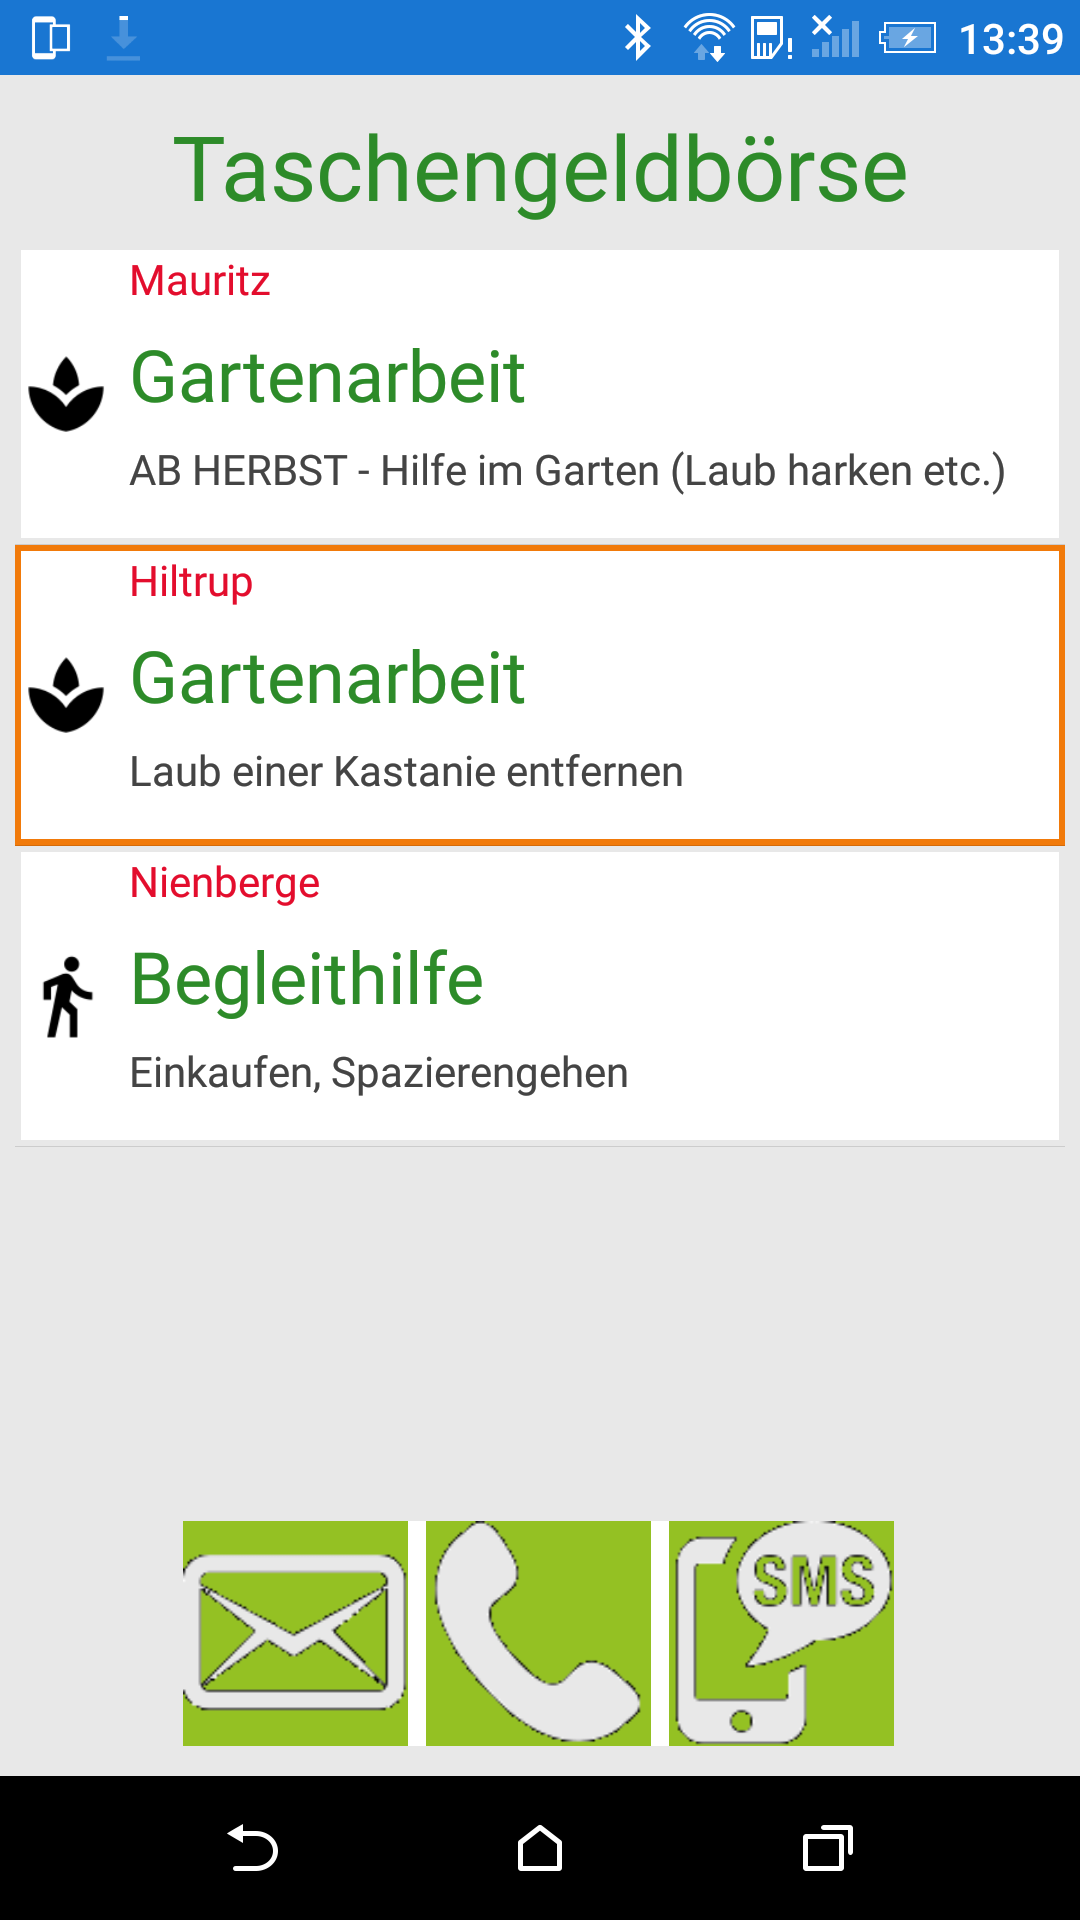 13:39
Taschengeldbörse
Mauritz
Gartenarbeit
AB HERBST - Hilfe im Garten (Laub harken etc.)
Hiltrup
Gartenarbeit
Laub einer Kastanie entfernen
Nienberge
Begleithilfe
Einkaufen, Spazierengehen
SMS